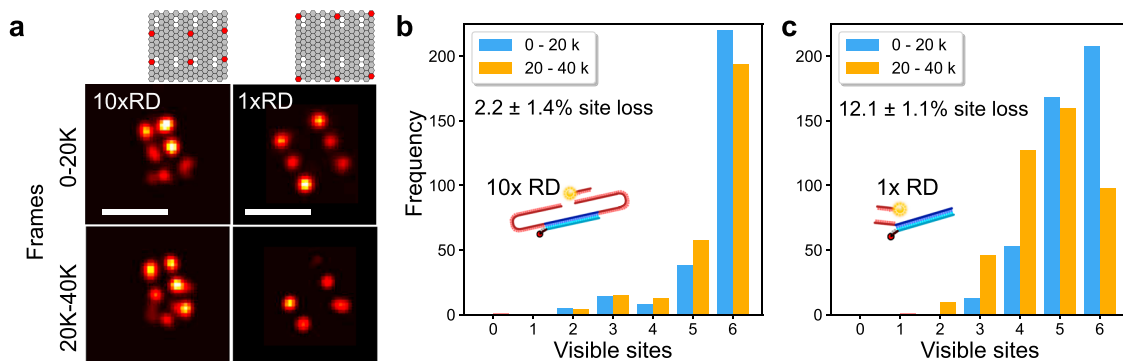 a
10xRD
1xRD
Frames
0-20K
20K-40K
b
0 - 20 k
20 - 40 k
2.2 ± 1.4% site loss
10x RD
Frequency
200
150
100
50
0
0 1 2 3 4 5 6
Visible sites
c
0 - 20 k
20 - 40 k
12.1 ± 1.1% site loss
1x RD
200
150
100
50
0
0 1 2 3 4 5 6
Visible sites